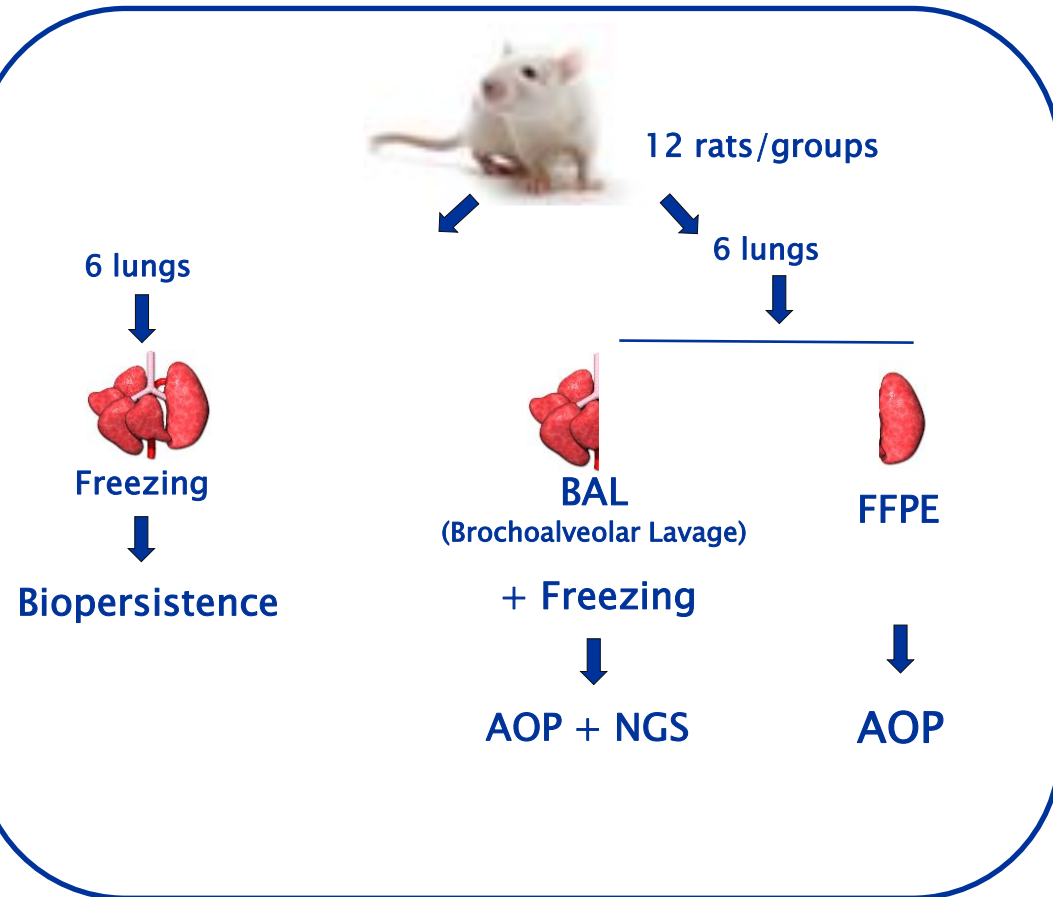 12 rats/groups
6 lungs
6 lungs
Freezing
Biopersistence
BAL
(Brochoalveolar Lavage)
+ Freezing
AOP + NGS
FFPE
AOP